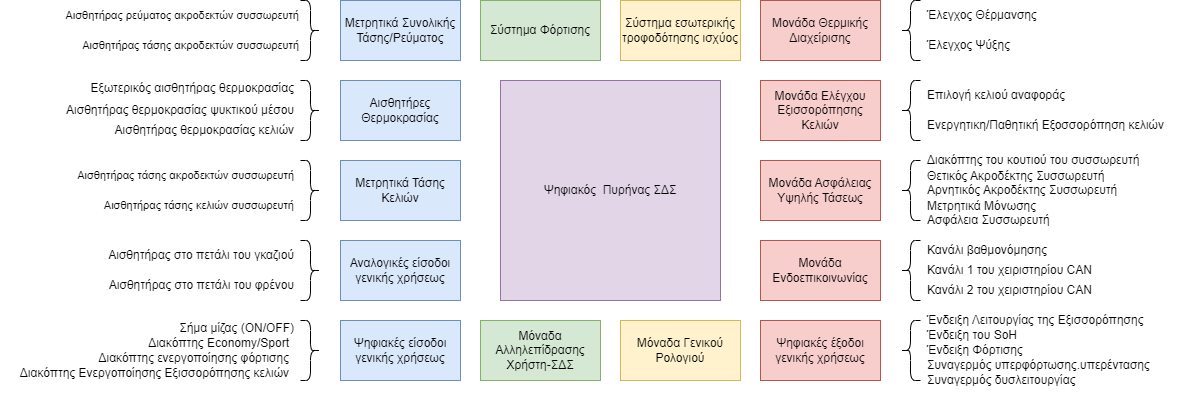 Αισθητήρας ρεύματος ακροδεκτών συσσωρευτή
Αισθητήρας τάσης ακροδεκτών συσσωρευτή
Μετρητικά Συνολικής
Τάσης/Ρεύματος
Σύστημα Φόρτισης
Σύστημα εσωτερικής
τροφοδότησης ισχύος
Μονάδα Θερμικής
Διαχείρισης
Έλεγχος Θέρμανσης
Έλεγχος Ψύξης
Εξωτερικός αισθητήρας θερμοκρασίας
Αισθητήρας θερμοκρασίας ψυκτικού μέσου
Αισθητήρας θερμοκρασίας κελιών
Αισθητήρες
Θερμοκρασίας
Μονάδα Ελέγχου
Εξισσορόπησης
Κελιών
Επιλογή κελιού αναφοράς
Ενεργητικη/Παθητική Εξοσσορόπηση κελιών
Αισθητήρας τάσης ακροδεκτών συσσωρευτή
Αισθητήρας τάσης κελιών συσσωρευτή
Μετρητικά Τάσης
Κελιών
Ψηφιακός Πυρήνας ΣΔΣ
Μονάδα Ασφάλειας
Υψηλής Τάσεως
Διακόπτης του κουτιού του συσσωρευτή
Θετικός Ακροδέκτης Συσσωρευτή
Αρνητικός Ακροδέκτης Συσσωρευτή
Μετρητικά Μόνωσης
Ασφάλεια Συσσωρευτή
Αισθητήρας στο πετάλι του γκαζιού
Αισθητήρας στο πετάλι του φρένου
Αναλογικές είσοδοι
γενικής χρήσεως
Μονάδα
Ενδοεπικοινωνίας
Κανάλι βαθμονόμησης
Κανάλι 1 του χειριστηρίου CAN
Κανάλι 2 του χειριστηρίου CAN
Σήμα μίζας (ON/OFF)
Διακόπτης Economy/Sport
Διακόπτης ενεργοποίησης φόρτισης
Διακόπτης Ενεργοποίησης Εξισσορόπησης κελιών
Ψηφιακές είσοδοι
γενικής χρήσεως
Μόναδα
Αλληλεπίδρασης
Χρήστη-ΣΔΣ
Μόναδα Γενικού
Ρολογιού
Ψηφιακές έξοδοι
γενικής χρήσεως
Ένδειξη Λειτουργίας της Εξισσορόπησης
Ένδειξη του SoH
Ένδειξη Φόρτισης
Συναγερμός υπερφόρτωσης.υπερέντασης
Συναγερμός δυσλειτουργίας